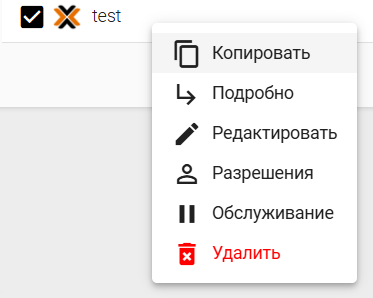 test
Копировать
Подробно
Редактировать
Разрешения
Обслуживание
Удалить